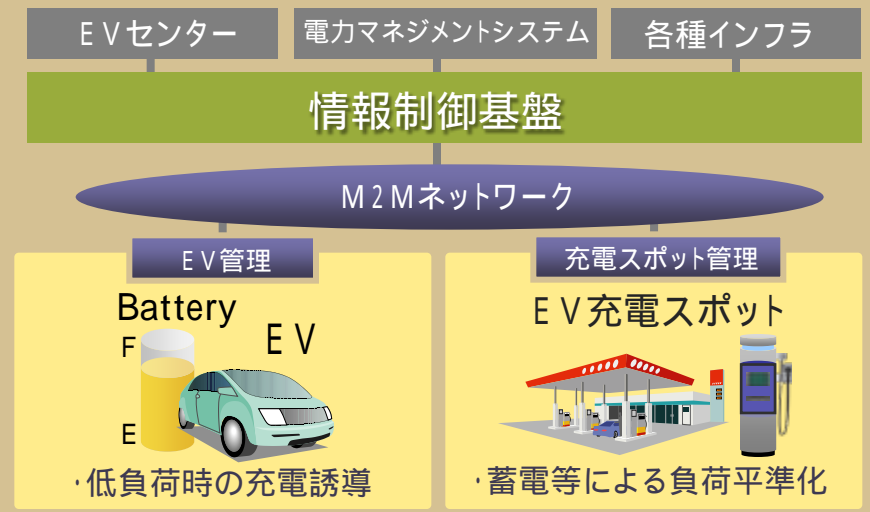 EVセンター
電力マネジメントシステム
各種インフラ
情報制御基盤
M2Mネットワーク
EV管理
Battery
F
EV
E
・低負荷時の充電誘導
充電スポット管理
EV充電スポット
・蓄電等による負荷平準化